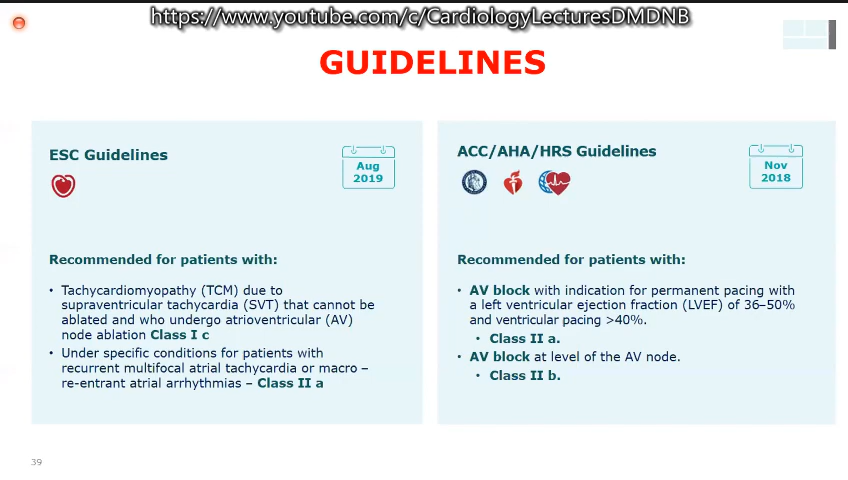 https://www.youtube.com/c/CardiologyLecturesDMDNB
GUIDELINES
ESC Guidelines
Aug
2019
Recommended for patients with:
• Tachycardiomyopathy (TCM) due to
supraventricular tachycardia (SVT) that cannot be
ablated and who undergo atrioventricular (AV)
node ablation Class I c
• Under specific conditions for patients with
recurrent multifocal atrial tachycardia or macro –
re-entrant atrial arrhythmias – Class II a
ACC/AHA/HRS Guidelines
Nov
2018
Recommended for patients with:
• AV block with indication for permanent pacing with
a left ventricular ejection fraction (LVEF) of 36–50%
and ventricular pacing >40%.
• Class II a.
• AV block at level of the AV node.
• Class II b.
39